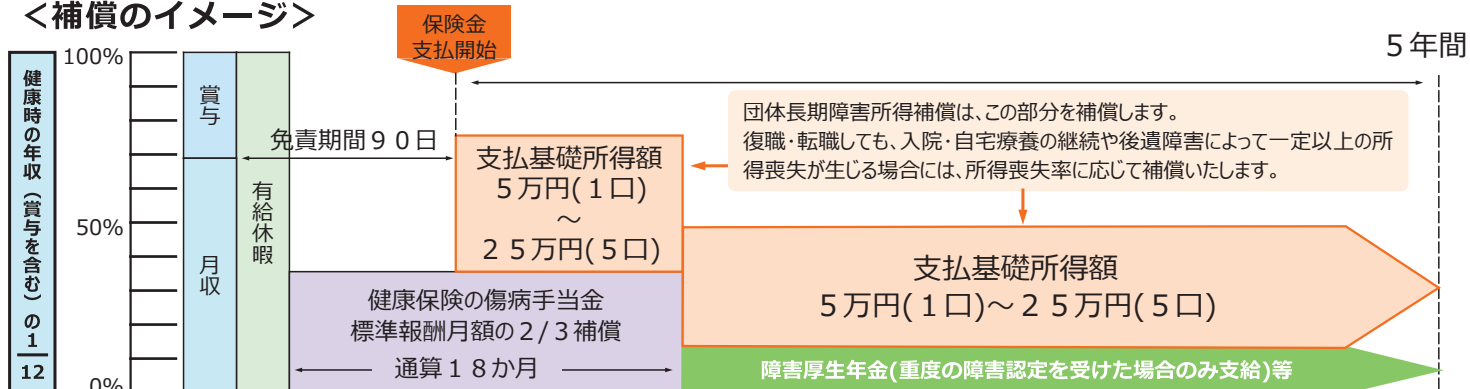 ＜補償のイメージ＞
保険金
支払開始
５年間
健康時の年収（賞与を含む）の1
12
100%
50%
0%
賞与
月収
有給休暇
免責期間９０日
支払基礎所得額
５万円(１口)
～
２５万円(５口)
団体長期障害所得補償は、この部分を補償します。
復職・転職しても、入院・自宅療養の継続や後遺障害によって一定以上の所
得喪失が生じる場合には、所得喪失率に応じて補償いたします。
健康保険の傷病手当金
標準報酬月額の２/３補償
通算１８か月
支払基礎所得額
５万円(１口)～２５万円(５口)
障害厚生年金(重度の障害認定を受けた場合のみ支給)等